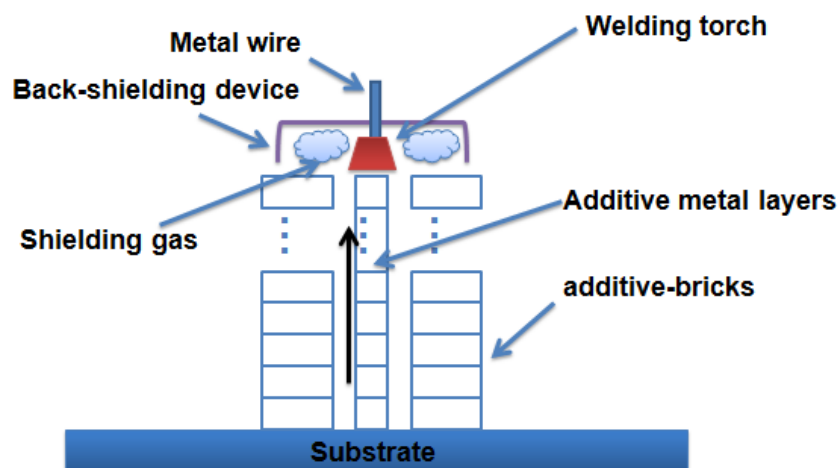 Welding torch
Metal wire
Back-shielding device
Additive metal layers
Shielding gas
additive-bricks
Substrate